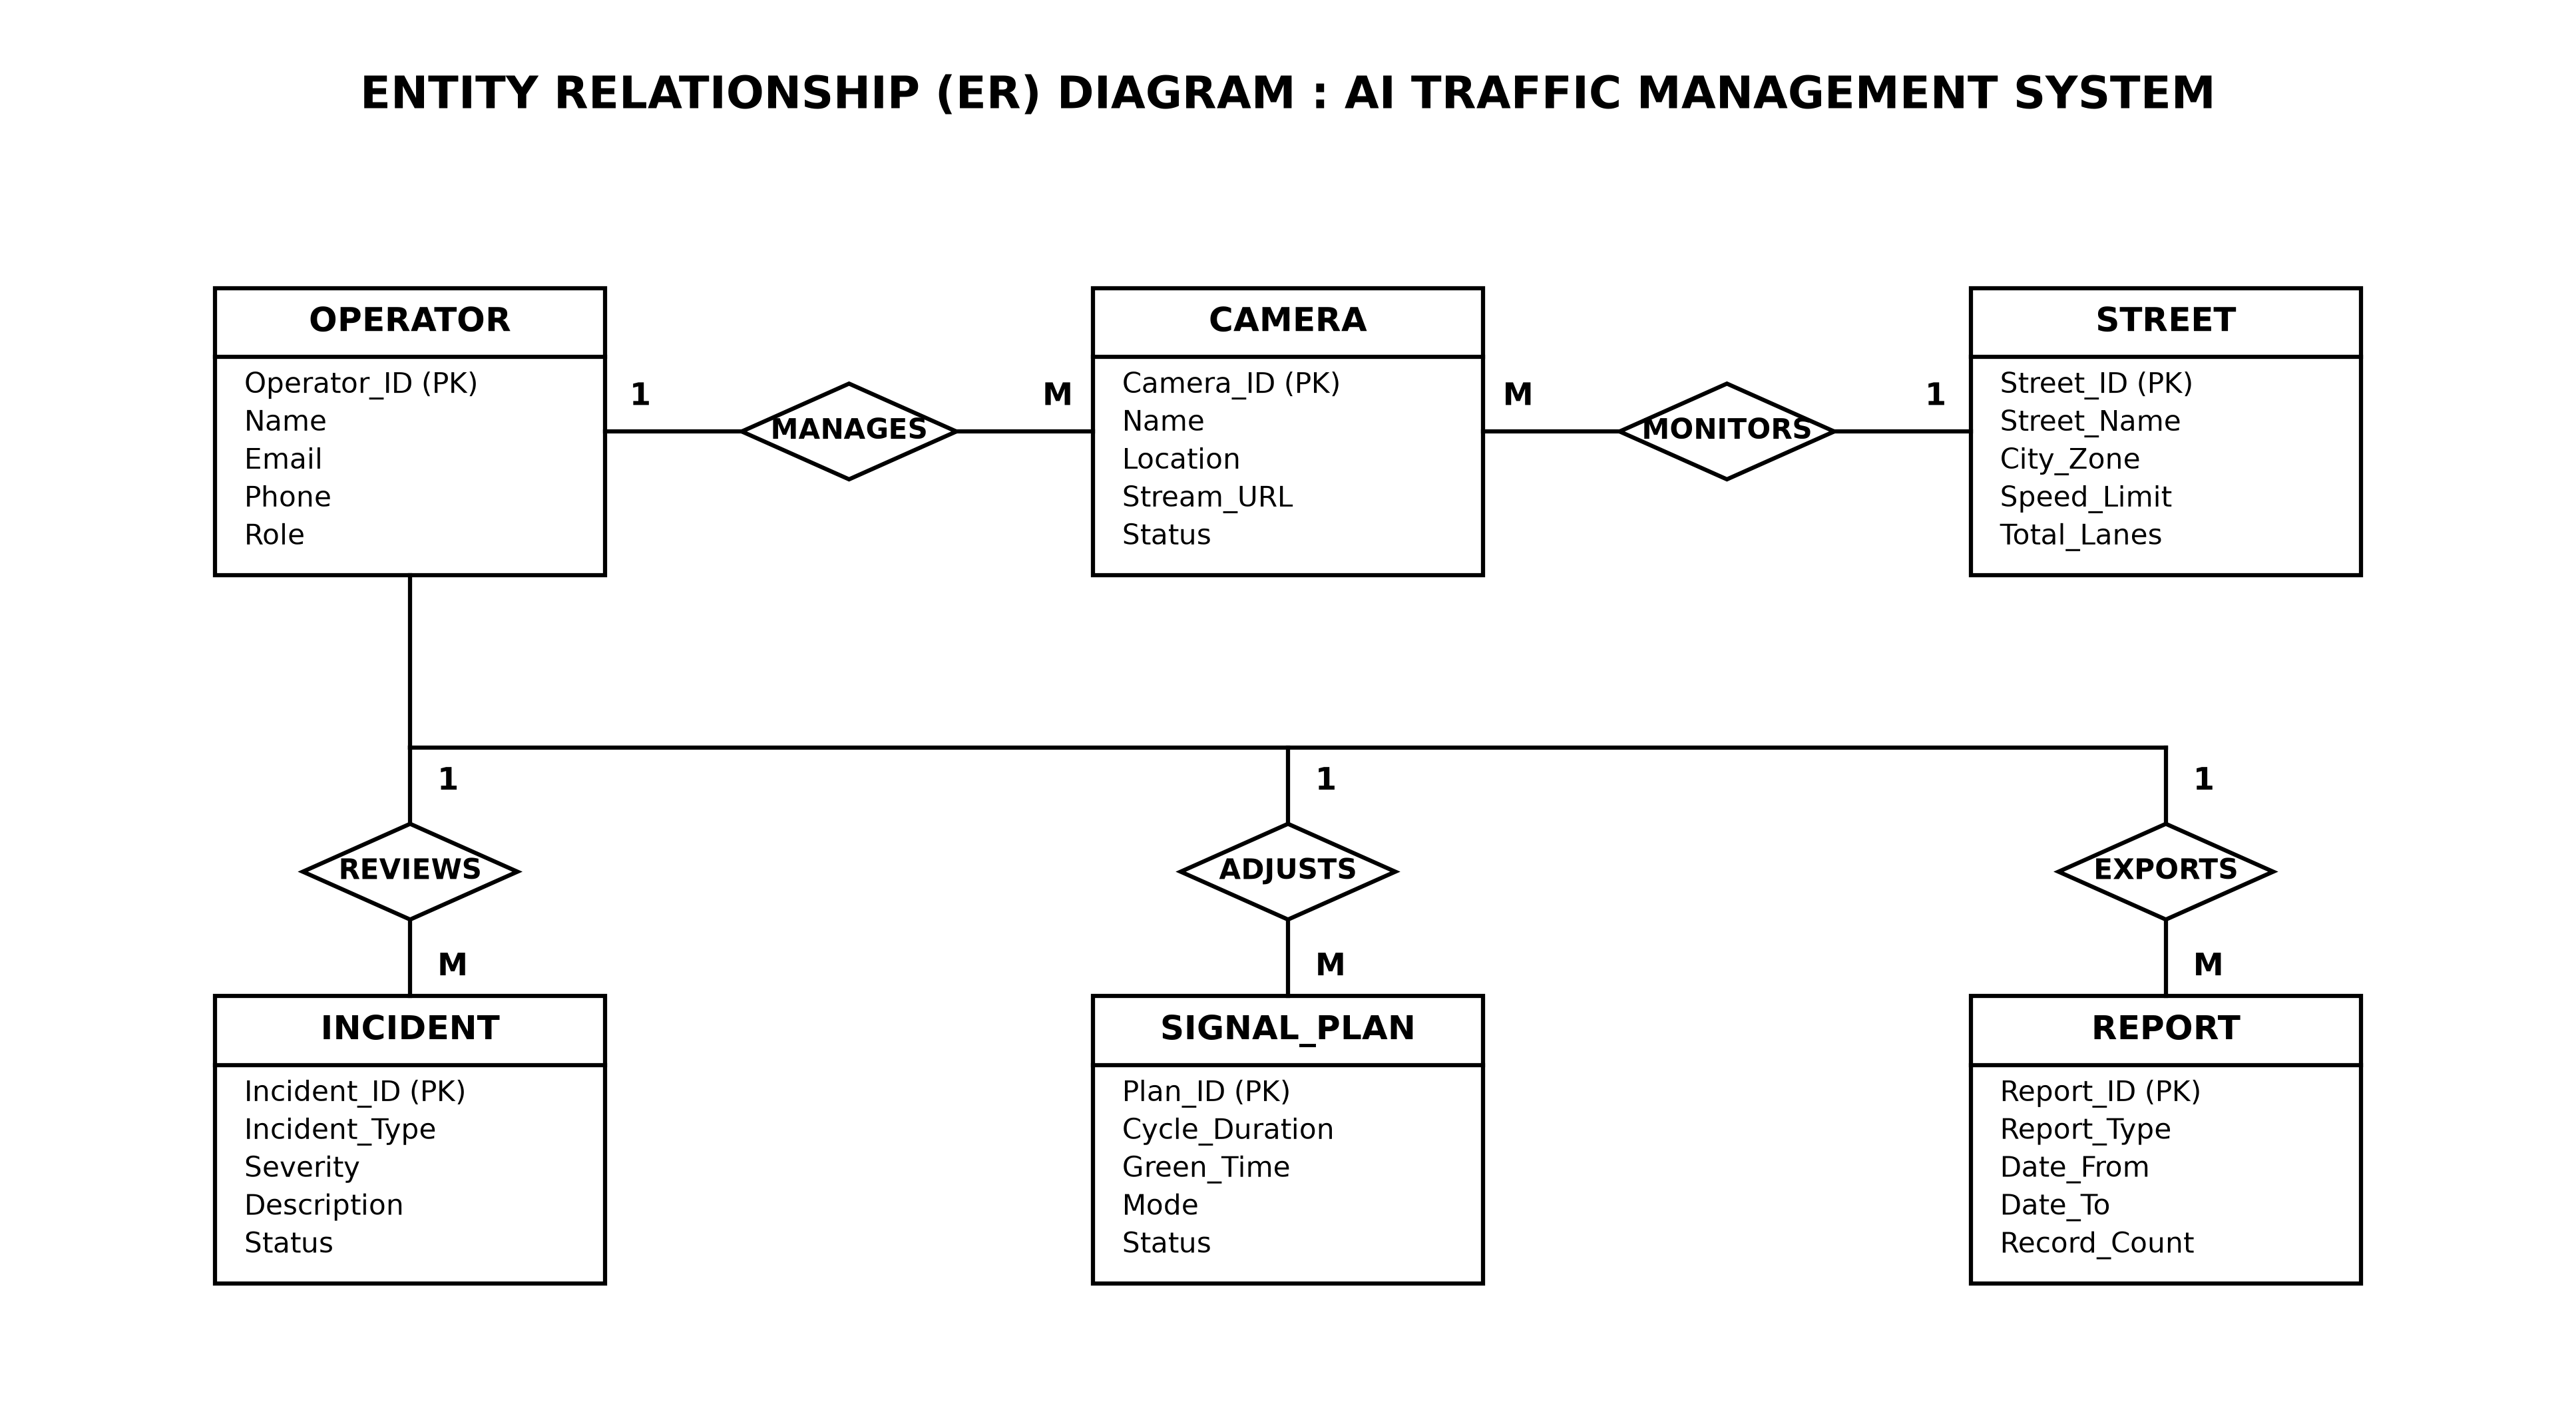 ENTITY RELATIONSHIP (ER) DIAGRAM : AI TRAFFIC MANAGEMENT SYSTEM
OPERATOR
Operator_ID (PK)
Name
Email
Phone
Role
1
MANAGES
M
CAMERA
Camera_ID (PK)
Name
Location
Stream_URL
Status
M
MONITORS
1
STREET
Street_ID (PK)
Street_Name
City_Zone
Speed_Limit
Total_Lanes
1
REVIEWS
M
INCIDENT
Incident_ID (PK)
Incident_Type
Severity
Description
Status
1
ADJUSTS
M
SIGNAL_PLAN
Plan_ID (PK)
Cycle_Duration
Green_Time
Mode
Status
1
EXPORTS
M
REPORT
Report_ID (PK)
Report_Type
Date_From
Date_To
Record_Count